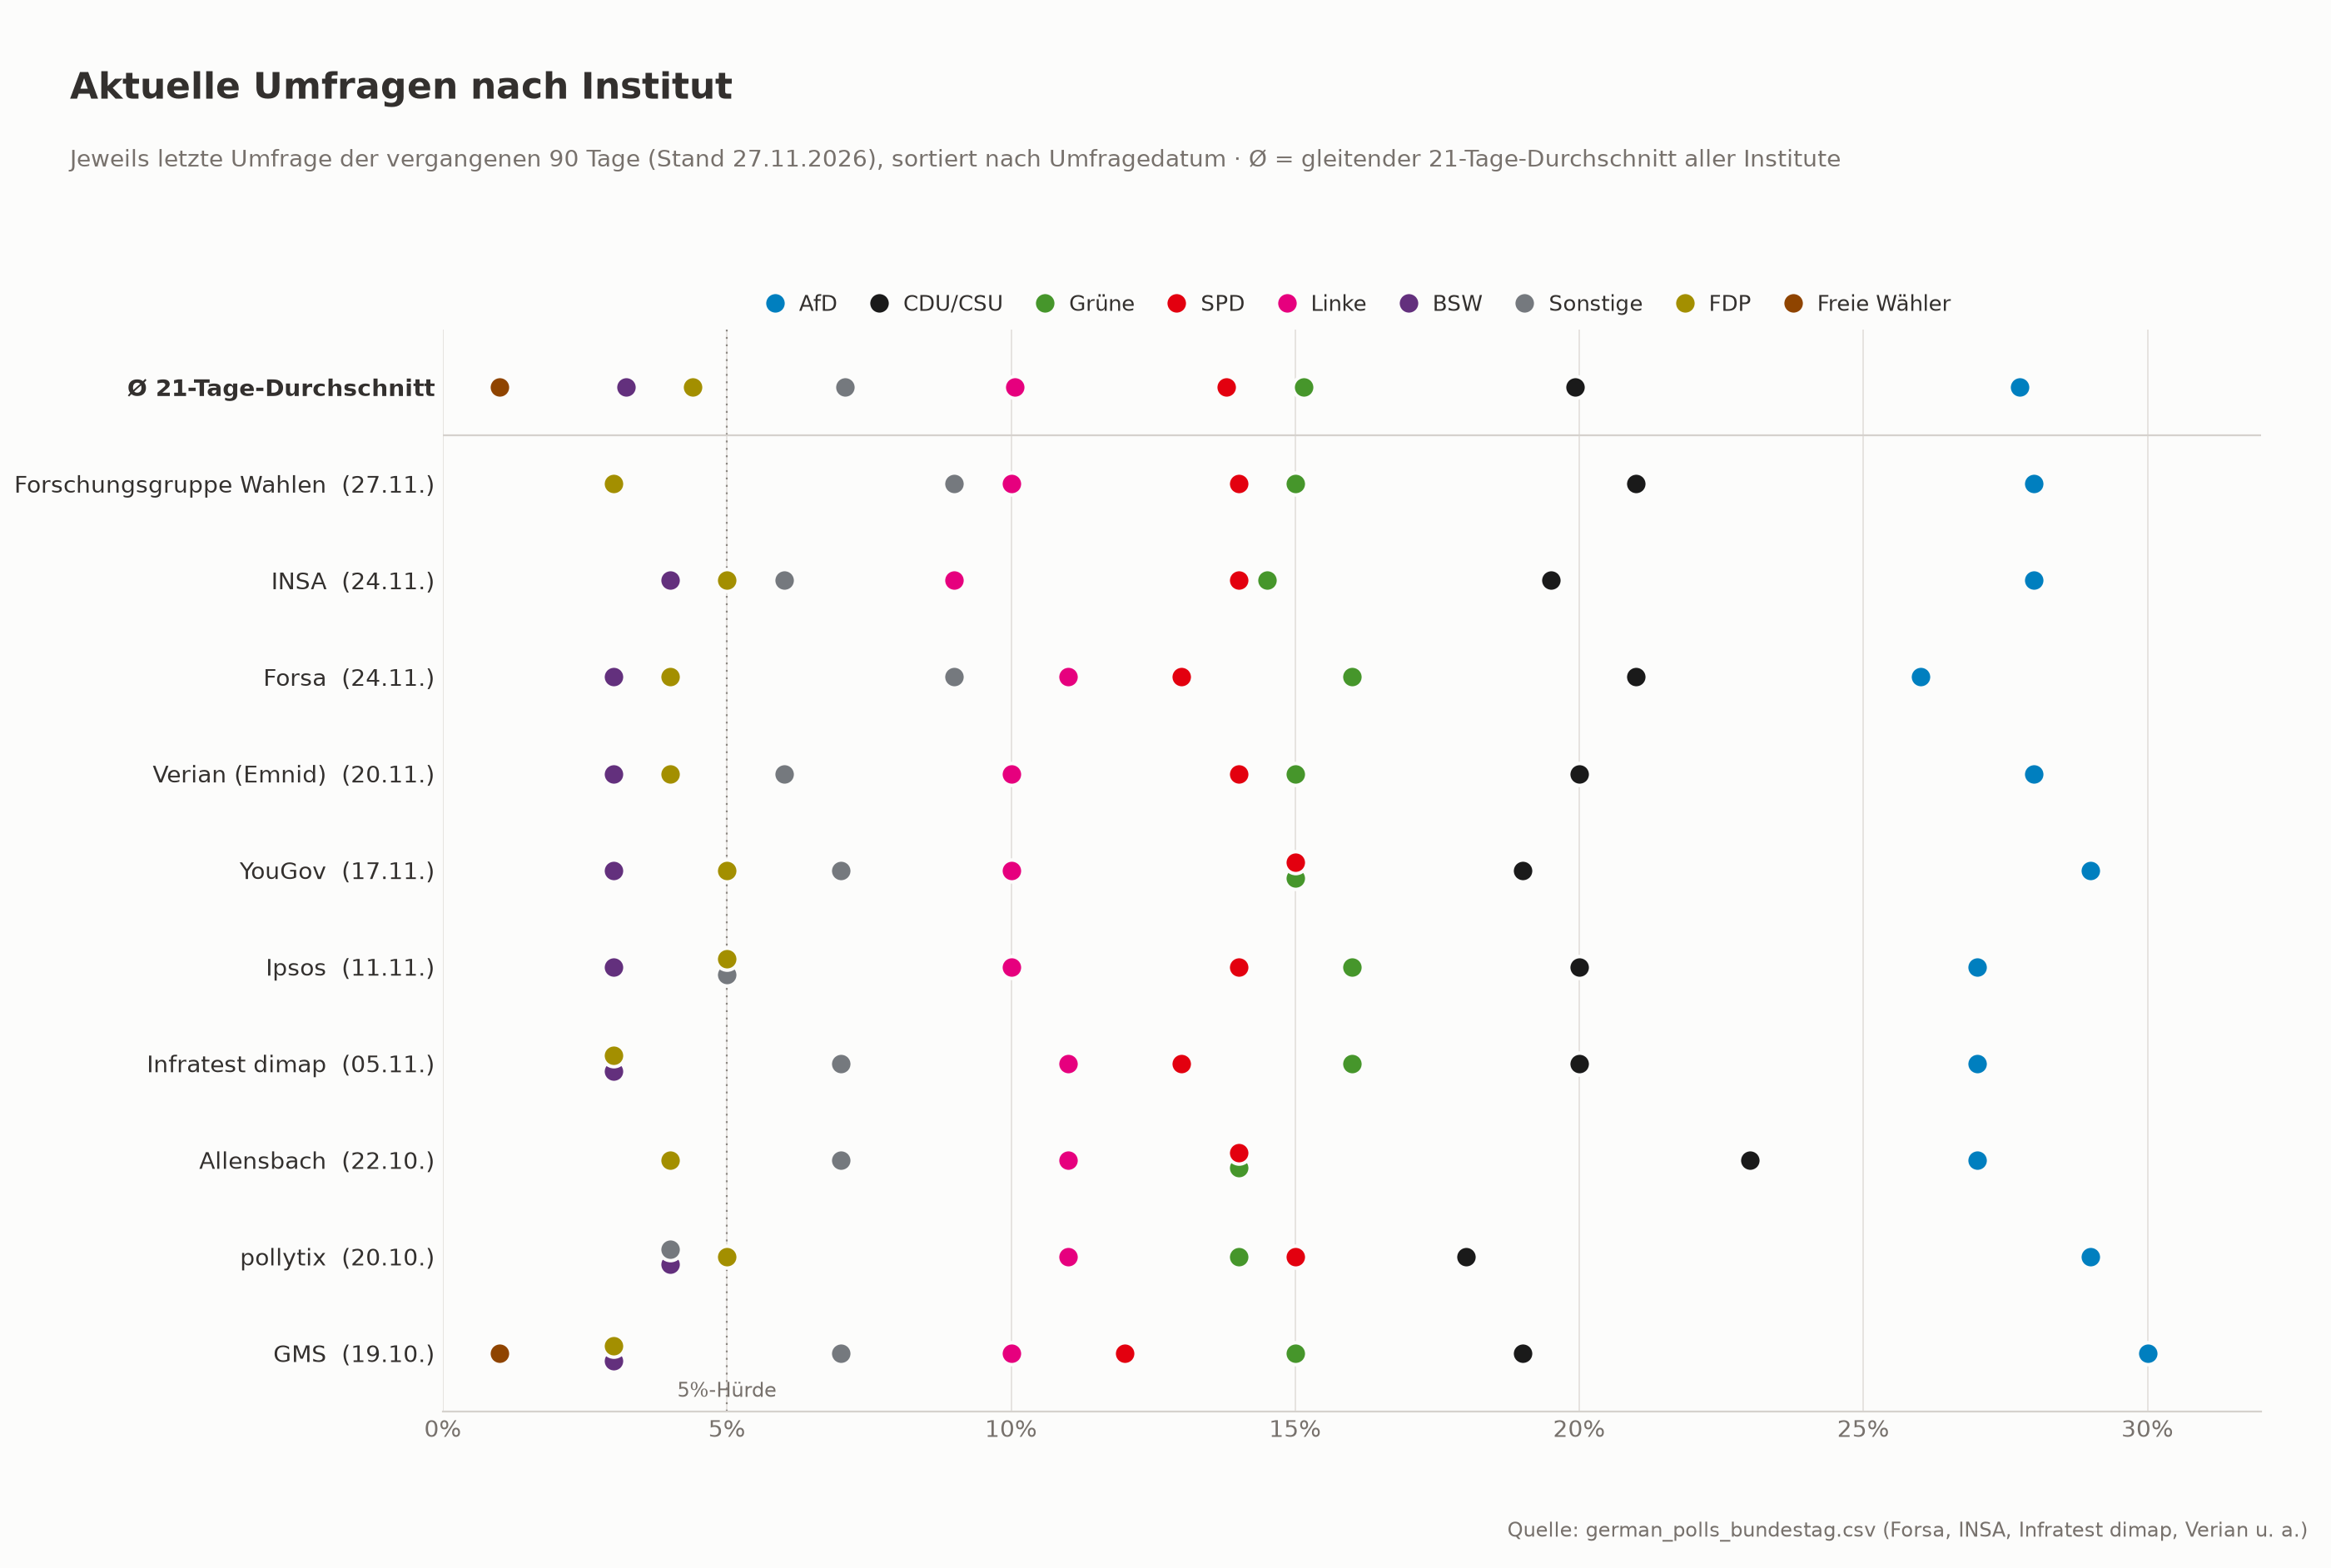 Aktuelle Umfragen nach Institut
Jeweils letzte Umfrage der vergangenen 90 Tage (Stand 27.11.2026), sortiert nach Umfragedatum · Ø = gleitender 21-Tage-Durchschnitt aller Institute
AfD CDU/CSU Grüne SPD Linke BSW Sonstige FDP Freie Wähler
Ø 21-Tage-Durchschnitt
Forschungsgruppe Wahlen (27.11.)
INSA (24.11.)
Forsa (24.11.)
Verian (Emnid) (20.11.)
YouGov (17.11.)
Ipsos (11.11.)
Infratest dimap (05.11.)
Allensbach (22.10.)
pollytix (20.10.)
GMS (19.10.)
5%-Hürde
0% 5% 10% 15% 20% 25% 30%
Quelle: german_polls_bundestag.csv (Forsa, INSA, Infratest dimap, Verian u. a.)